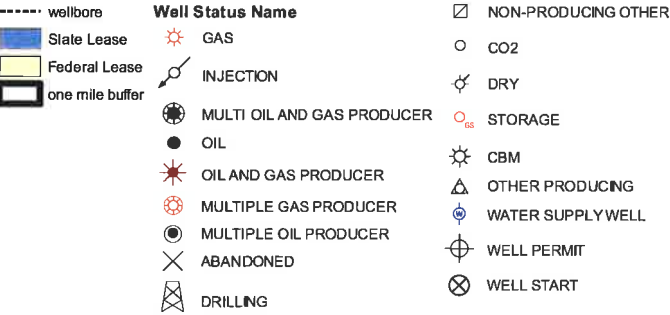 wellbore
Slate Lease
Federal Lease
one mile buffer
Well Status Name
GAS
INJECTION
MULTI OIL AND GAS PRODUCER
OIL
OIL AND GAS PRODUCER
MULTIPLE GAS PRODUCER
MULTIPLE OIL PRODUCER
ABANDONED
DRILLING
NON-PRODUCING OTHER
CO2
DRY
GS STORAGE
CBM
OTHER PRODUCING
W WATER SUPPLY WELL
WELL PERMIT
WELL START